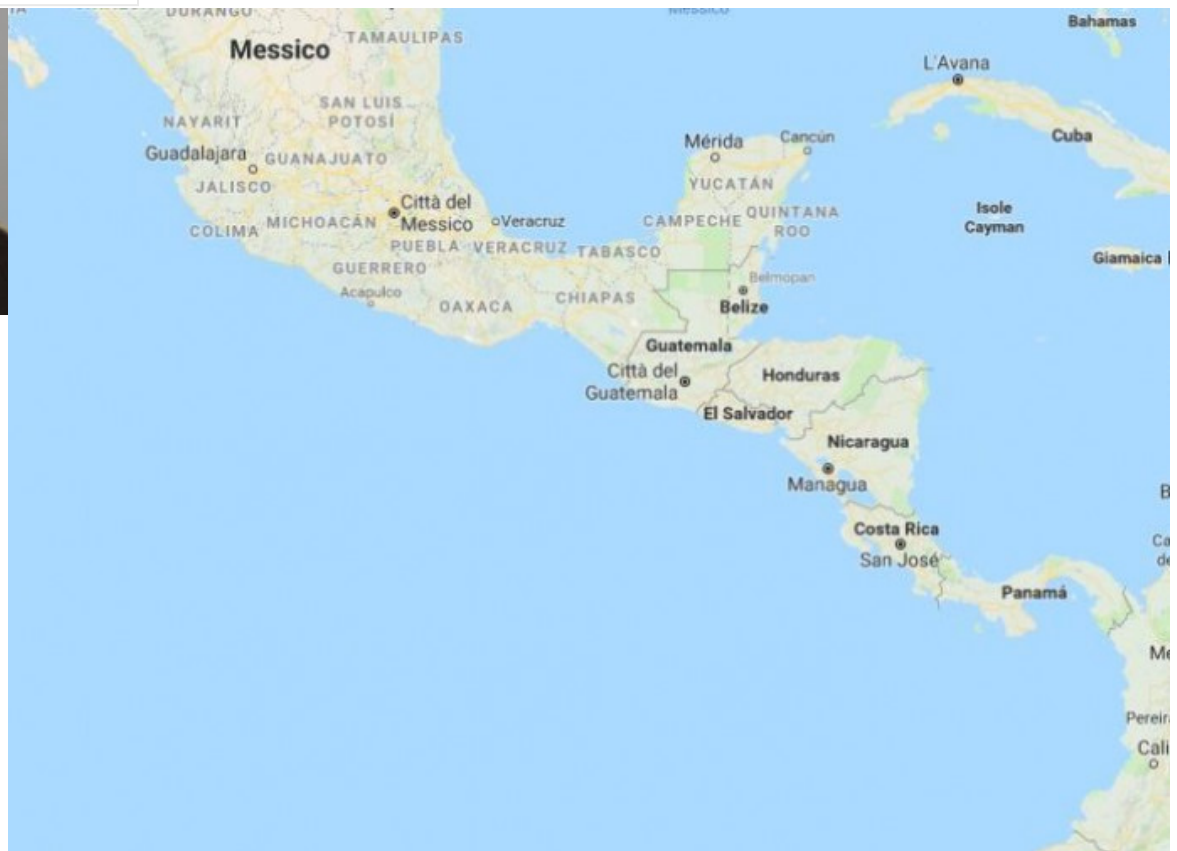 DURANGO
Messico
Bahamas
Messico
TAMAULIPAS
L'Avana
SAN LUIS
POTOSÍ
NAYARIT
Mérida
Cancún
Cuba
Guadalajara
GUANAJUATO
JALISCO
YUCATÁN
Città del
Messico
Veracruz
CAMPECHE
QUINTANA
ROO
Isole
Cayman
COLIMA
MICHOACÁN
PUEBLA
VERACRUZ
TABASCO
Giamaica
GUERRERO
Belmopan
Acapulco
OAXACA
CHIAPAS
Belize
Guatemala
Città del
Guatemala
Honduras
El Salvador
Nicaragua
Managua
Costa Rica
San José
Panamá
Cali